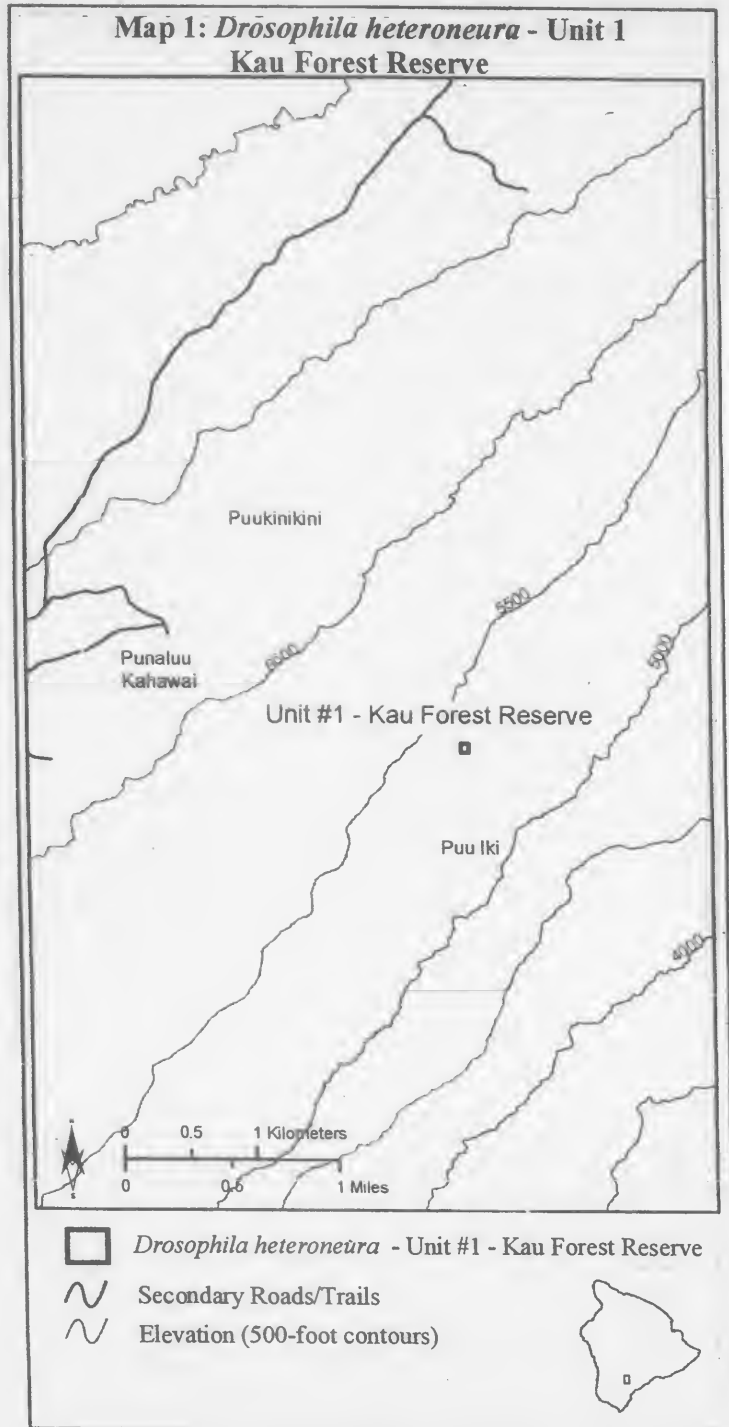 Map 1: Drosophila heteroneura - Unit 1
Kau Forest Reserve
Puukinikini
Punaluu
Kahawai
5500
5000
Unit #1 - Kau Forest Reserve
Puu Iki
4000
N
S
0 0.5 1 Kilometers
0 0.5 1 Miles
Drosophila heteroneura - Unit #1 - Kau Forest Reserve
Secondary Roads/Trails
Elevation (500-foot contours)